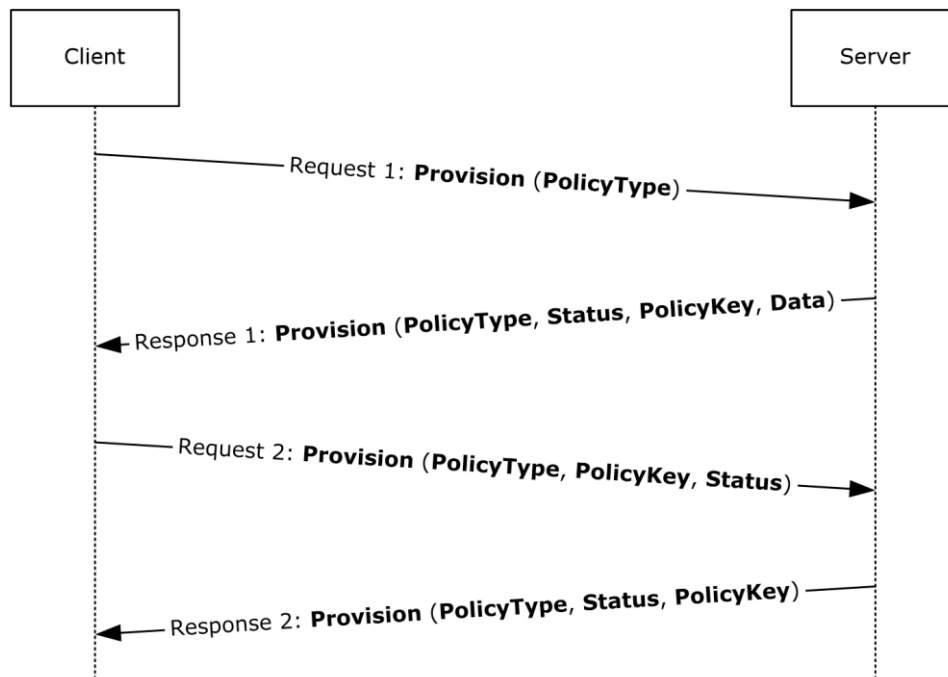 Client
Server
Request 1: Provision (PolicyType)
Response 1: Provision (PolicyType, Status, PolicyKey, Data)
Request 2: Provision (PolicyType, PolicyKey, Status)
Response 2: Provision (PolicyType, Status, PolicyKey)